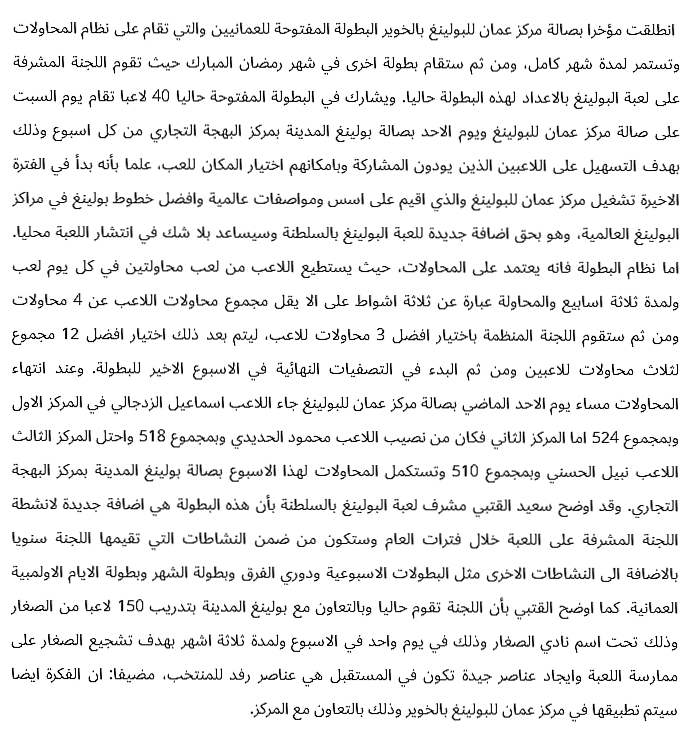 انطلقت مؤخرا بصالة مركز عمان للبولينغ بالخوير البطولة المفتوحة للعمانيين والتي تقام على نظام المحاولات
وتستمر لمدة شهر كامل، ومن ثم ستقام بطولة اخرى في شهر رمضان المبارك حيث تقوم اللجنة المشرفة
على لعبة البولينغ بالاعداد لهذه البطولة حاليا. ويشارك في البطولة المفتوحة حاليا 40 لاعبا تقام يوم السبت
على صالة مركز عمان للبولينغ ويوم الاحد بصالة بولينغ المدينة بمركز البهجة التجاري من كل اسبوع وذلك
بهدف التسهيل على اللاعبين الذين يودون المشاركة وبامكانهم اختيار المكان للعب، علما بأنه بدأ في الفترة
الاخيرة تشغيل مركز عمان للبولينغ والذي اقيم على اسس ومواصفات عالمية وافضل خطوط بولينغ في مراكز
البولينغ العالمية، وهو بحق اضافة جديدة للعبة البولينغ بالسلطنة وسيساعد بلا شك في انتشار اللعبة محليا.
اما نظام البطولة فانه يعتمد على المحاولات، حيث يستطيع اللاعب من لعب محاولتين في كل يوم لعب
ولمدة ثلاثة اسابيع والمحاولة عبارة عن ثلاثة اشواط على الا يقل مجموع محاولات اللاعب عن 4 محاولات
ومن ثم ستقوم اللجنة المنظمة باختيار افضل 3 محاولات للاعب، ليتم بعد ذلك اختيار افضل 12 مجموع
لثلاث محاولات للاعبين ومن ثم البدء في التصفيات النهائية في الاسبوع الاخير للبطولة. وعند انتهاء
المحاولات مساء يوم الاحد الماضي بصالة مركز عمان للبولينغ جاء اللاعب اسماعيل الزدجالي في المركز الاول
وبمجموع 524 اما المركز الثاني فكان من نصيب اللاعب محمود الحديدي وبمجموع 518 واحتل المركز الثالث
اللاعب نبيل الحسني وبمجموع 510 وتستكمل المحاولات لهذا الاسبوع بصالة بولينغ المدينة بمركز البهجة
التجاري. وقد اوضح سعيد القتبي مشرف لعبة البولينغ بالسلطنة بأن هذه البطولة هي اضافة جديدة لانشطة
اللجنة المشرفة على اللعبة خلال فترات العام وستكون من ضمن النشاطات التي تقيمها اللجنة سنويا
بالاضافة الى النشاطات الاخرى مثل البطولات الاسبوعية ودوري الفرق وبطولة الشهر وبطولة الايام الاولمبية
العمانية. كما اوضح القتبي بأن اللجنة تقوم حاليا وبالتعاون مع بولينغ المدينة بتدريب 150 لاعبا من الصغار
وذلك تحت اسم نادي الصغار وذلك في يوم واحد في الاسبوع ولمدة ثلاثة اشهر بهدف تشجيع الصغار على
ممارسة اللعبة وايجاد عناصر جيدة تكون في المستقبل هي عناصر رفد للمنتخب، مضيفا: ان الفكرة ايضا
سيتم تطبيقها في مركز عمان للبولينغ بالخوير وذلك بالتعاون مع المركز.